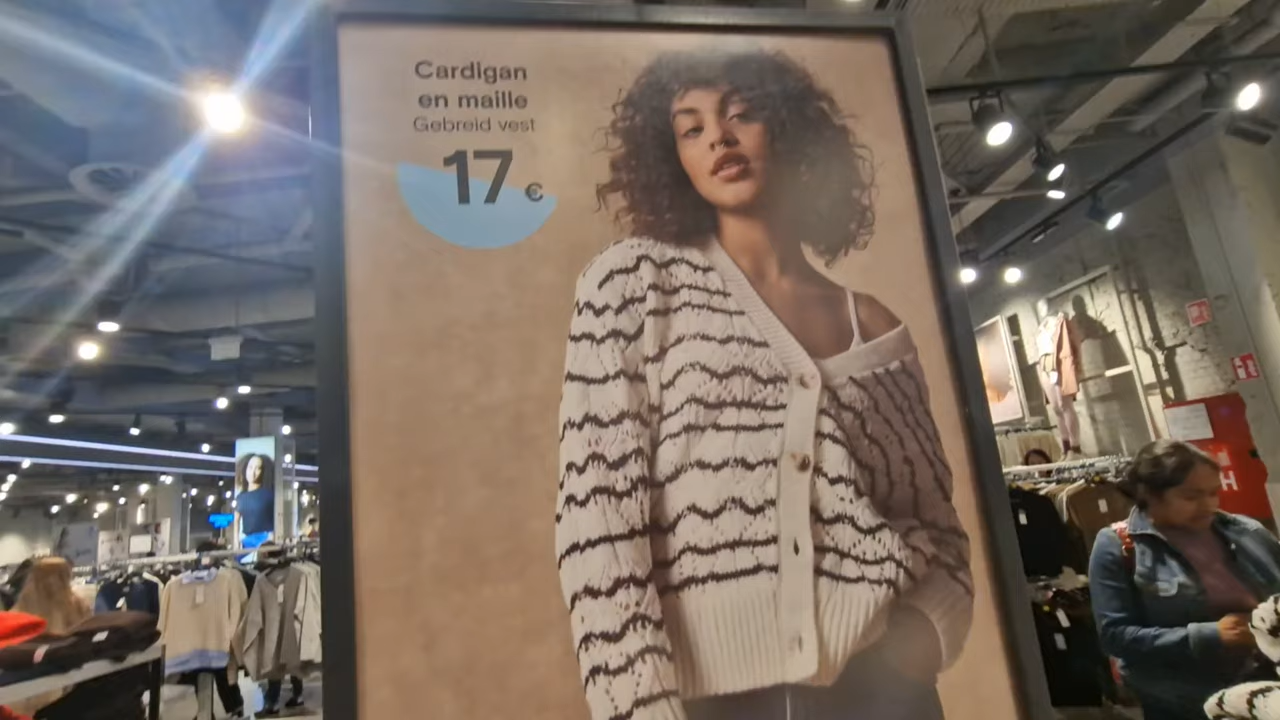 Cardigan
en maille
Gebreid vest
17 €